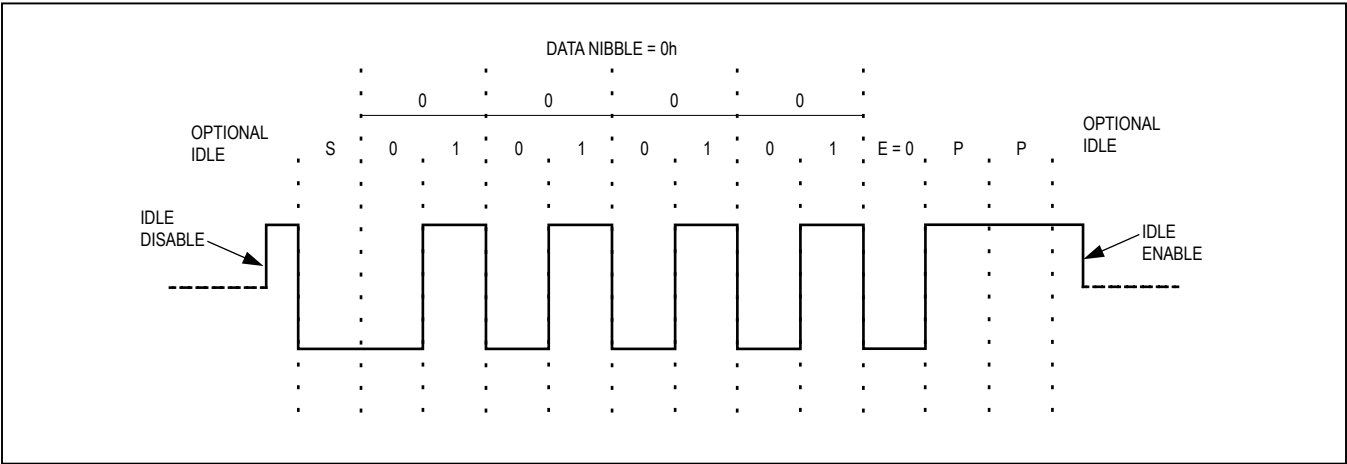 DATA NIBBLE = 0h
0 0 0 0
OPTIONAL
IDLE
S 0 1 0 1 0 1 0 1 E = 0 P P
OPTIONAL
IDLE
IDLE
DISABLE
IDLE
ENABLE